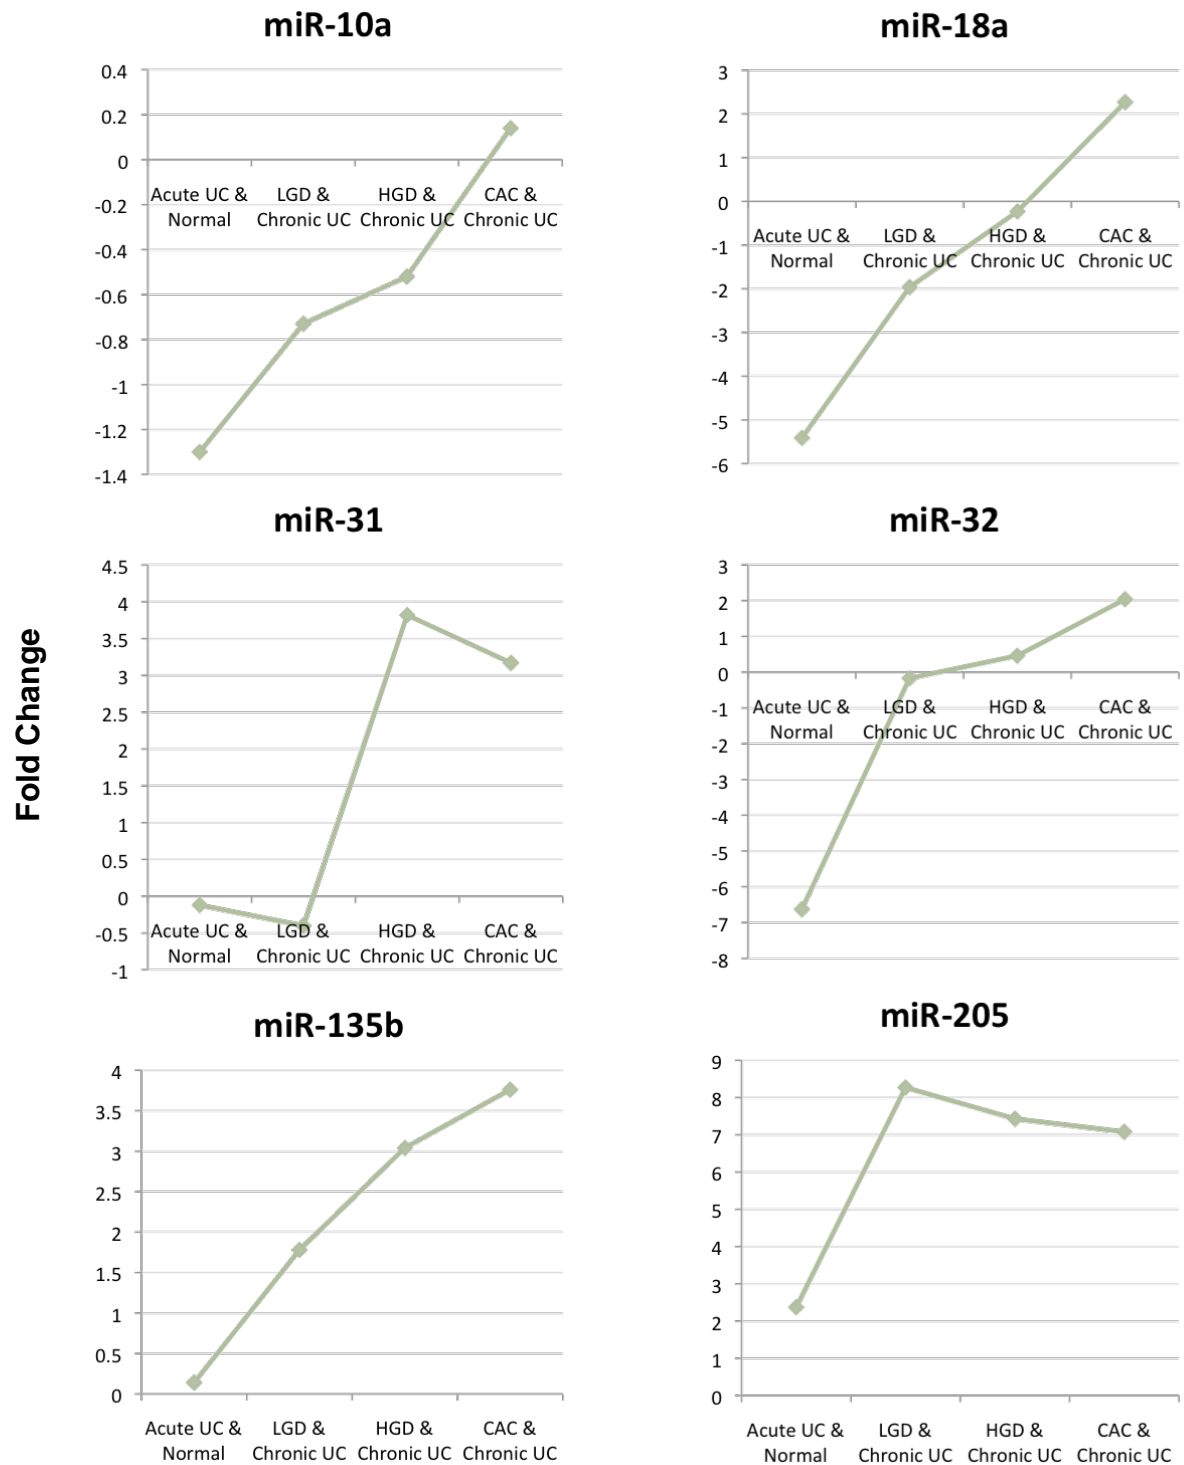 miR-10a
0.4
0.2
0
-0.2
-0.4
-0.6
-0.8
-1
-1.2
-1.4
Acute UC &
Normal
LGD &
Chronic UC
HGD &
Chronic UC
CAC &
Chronic UC
miR-18a
3
2
1
0
-1
-2
-3
-4
-5
-6
Acute UC &
Normal
LGD &
Chronic UC
HGD &
Chronic UC
CAC &
Chronic UC
Fold Change
miR-31
4.5
4
3.5
3
2.5
2
1.5
1
0.5
0
-0.5
-1
Acute UC &
Normal
LGD &
Chronic UC
HGD &
Chronic UC
CAC &
Chronic UC
miR-32
3
2
1
0
-1
-2
-3
-4
-5
-6
-7
-8
Acute UC &
Normal
LGD &
Chronic UC
HGD &
Chronic UC
CAC &
Chronic UC
miR-135b
4
3.5
3
2.5
2
1.5
1
0.5
0
Acute UC &
Normal
LGD &
Chronic UC
HGD &
Chronic UC
CAC &
Chronic UC
miR-205
9
8
7
6
5
4
3
2
1
0
Acute UC &
Normal
LGD &
Chronic UC
HGD &
Chronic UC
CAC &
Chronic UC